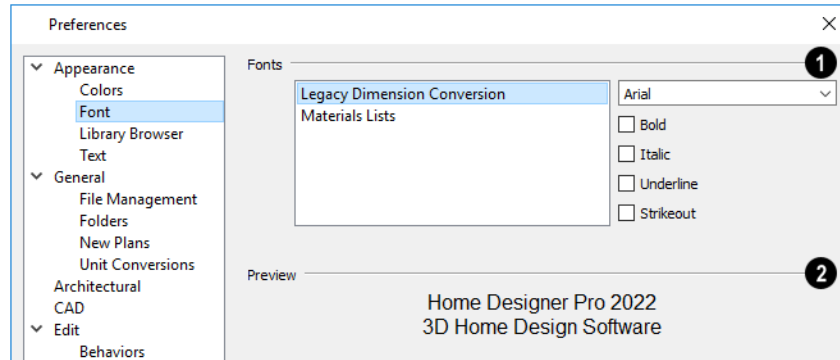 Preferences
Appearance
Colors
Font
Library Browser
Text
General
File Management
Folders
New Plans
Unit Conversions
Architectural
CAD
Edit
Behaviors
Fonts
1
Legacy Dimension Conversion
Materials Lists
Arial
Bold
Italic
Underline
Strikeout
Preview
2
Home Designer Pro 2022
3D Home Design Software